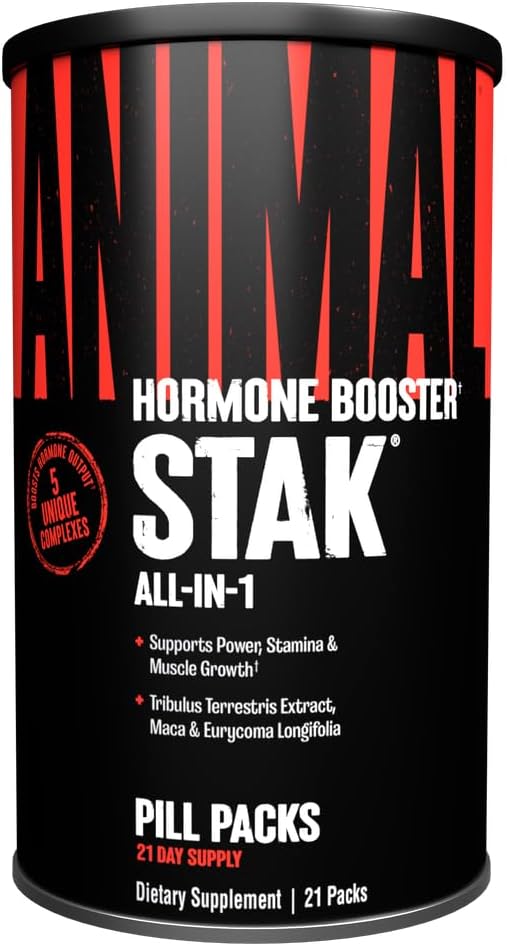 ANIMAL
HORMONE BOOSTER†
STAK®
ALL-IN-1
BOOSTS HORMONE OUTPUT†
5
UNIQUE
COMPLEXES
+ Supports Power, Stamina &
Muscle Growth†
+ Tribulus Terrestris Extract,
Maca & Eurycoma Longifolia
PILL PACKS
21 DAY SUPPLY
Dietary Supplement | 21 Packs